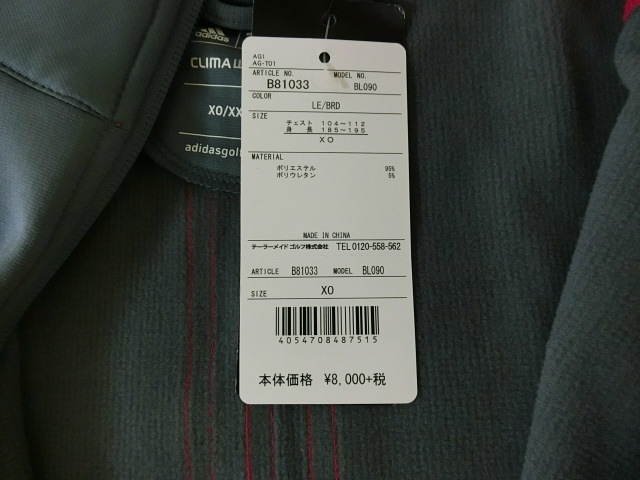 adidas
CLIMA
XO/XX
adidasgolf
AGI
AG-T01
ARTICLE NO. MODEL NO.
B81033 BL090
COLOR
LE/BRD
SIZE
チェスト 104～112
身 長 185～195
XO
MATERIAL
ポリエステル 95%
ポリウレタン 5%
MADE IN CHINA
テーラーメイド ゴルフ株式会社 TEL 0120-558-562
ARTICLE B81033 MODEL BL090
SIZE XO
4054708487515
本体価格 ¥8,000+税